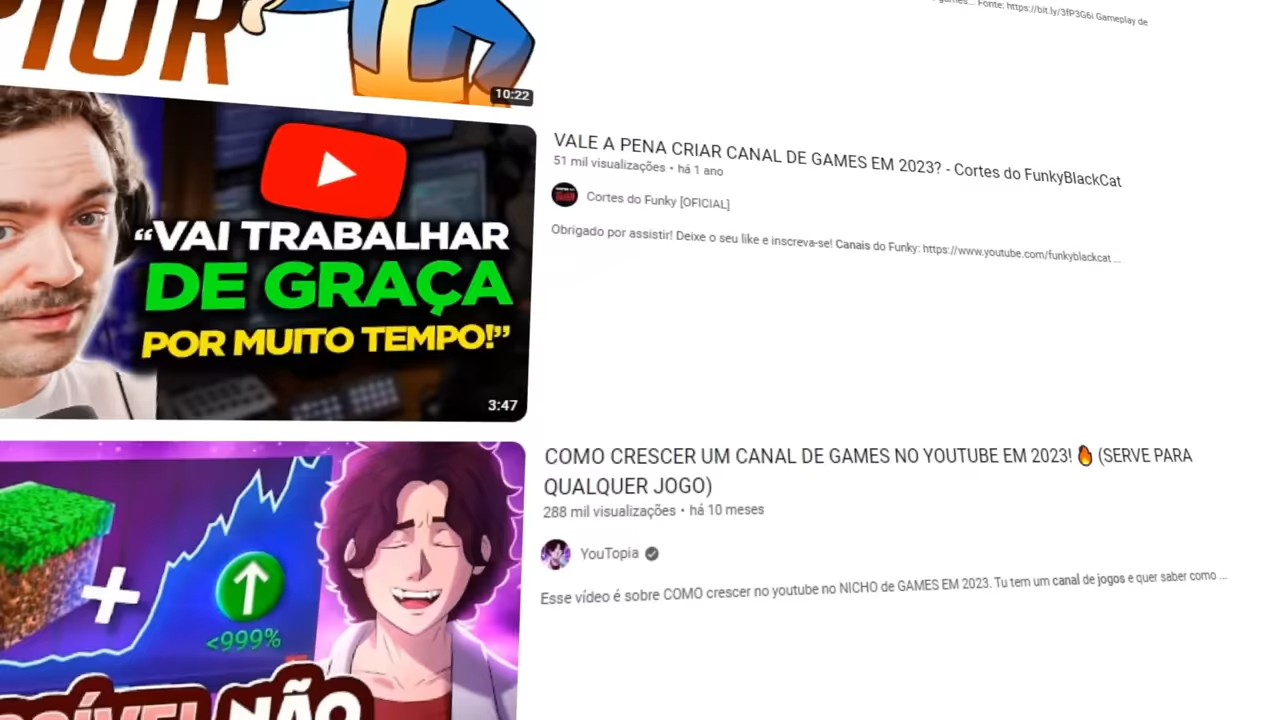 Fonte: https://bit.ly/3fP3G6i Gameplay de
10:22
"VAI TRABALHAR
DE GRAÇA
POR MUITO TEMPO!"
3:47
VALE A PENA CRIAR CANAL DE GAMES EM 2023? - Cortes do FunkyBlackCat
51 mil visualizações • há 1 ano
Cortes do Funky [OFICIAL]
Obrigado por assistir! Deixe o seu like e inscreva-se! Canais do Funky: https://www.youtube.com/funkyblackcat ...
<999%
NÃO
COMO CRESCER UM CANAL DE GAMES NO YOUTUBE EM 2023! 🔥 (SERVE PARA
QUALQUER JOGO)
288 mil visualizações • há 10 meses
YouTopia
Esse vídeo é sobre COMO crescer no youtube no NICHO de GAMES EM 2023. Tu tem um canal de jogos e quer saber como ...